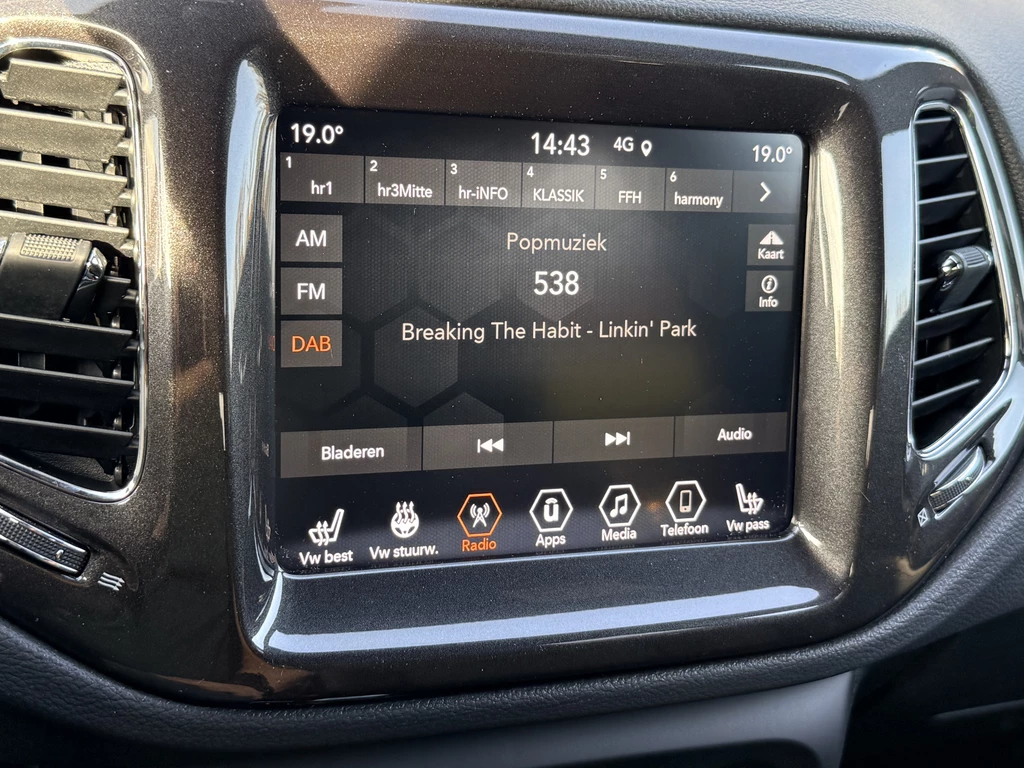 19.0° 14:43 4G 19.0°
1 hr1 2 hr3Mitte 3 hr-iNFO 4 KLASSIK 5 FFH 6 harmony
AM
Popmuziek
Kaart
FM
538
Info
DAB
Breaking The Habit - Linkin' Park
Bladeren Audio
Vw best Vw stuurw. Radio Apps Media Telefoon Vw pass